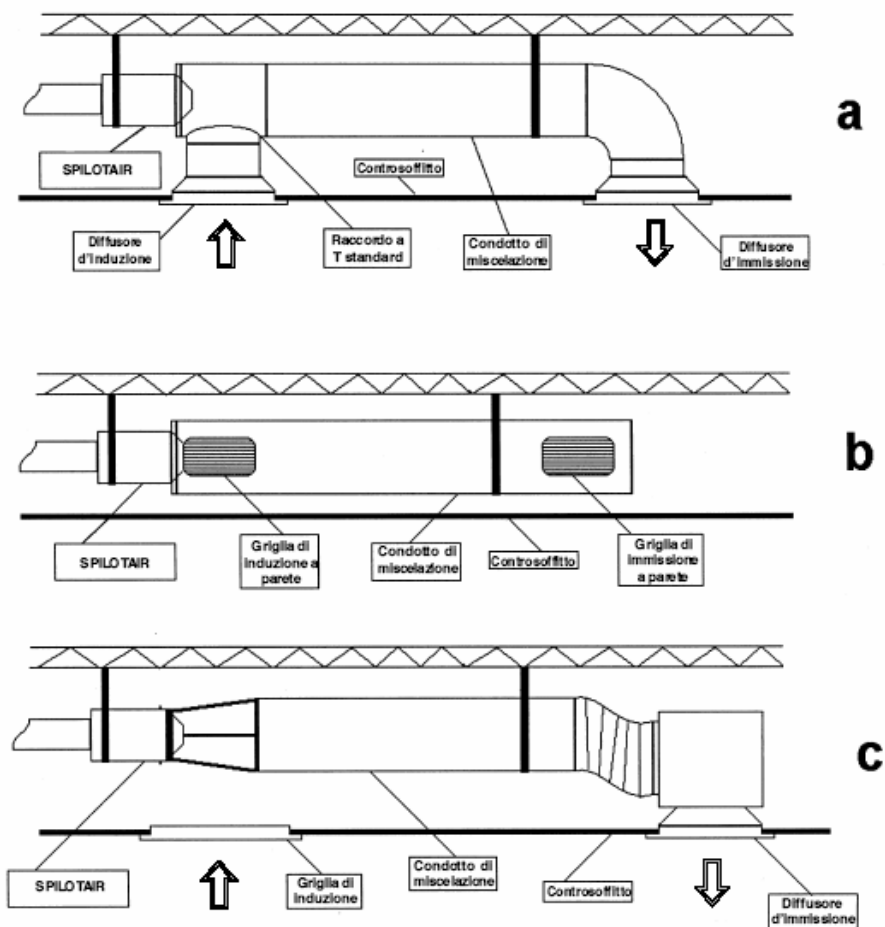 a
SPILOTAIR
Controsoffitto
Diffusore
d'induzione
Raccordo a
T standard
Condotto di
miscelazione
Diffusore
d'immissione
b
SPILOTAIR
Griglia di
induzione a
parete
Condotto di
miscelazione
Controsoffitto
Griglia di
immissione
a parete
c
SPILOTAIR
Griglia di
induzione
Condotto di
miscelazione
Controsoffitto
Diffusore
d'immissione